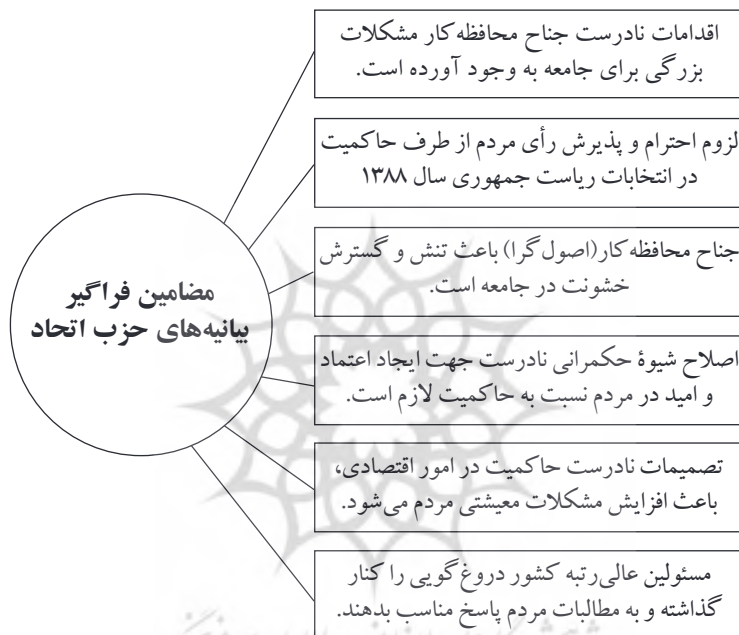 اقدامات نادرست جناح محافظه‌کار مشکلات
بزرگی برای جامعه به وجود آورده است.
لزوم احترام و پذیرش رأی مردم از طرف حاکمیت
در انتخابات ریاست جمهوری سال ۱۳۸۸
جناح محافظه‌کار(اصول‌گرا) باعث تنش و گسترش
خشونت در جامعه است.
مضامین فراگیر
بیانیه‌های حزب اتحاد
اصلاح شیوۀ حکمرانی نادرست جهت ایجاد اعتماد
و امید در مردم نسبت به حاکمیت لازم است.
تصمیمات نادرست حاکمیت در امور اقتصادی،
باعث افزایش مشکلات معیشتی مردم می‌شود.
مسئولین عالی‌رتبه کشور دروغ‌گویی را کنار
گذاشته و به مطالبات مردم پاسخ مناسب بدهند.